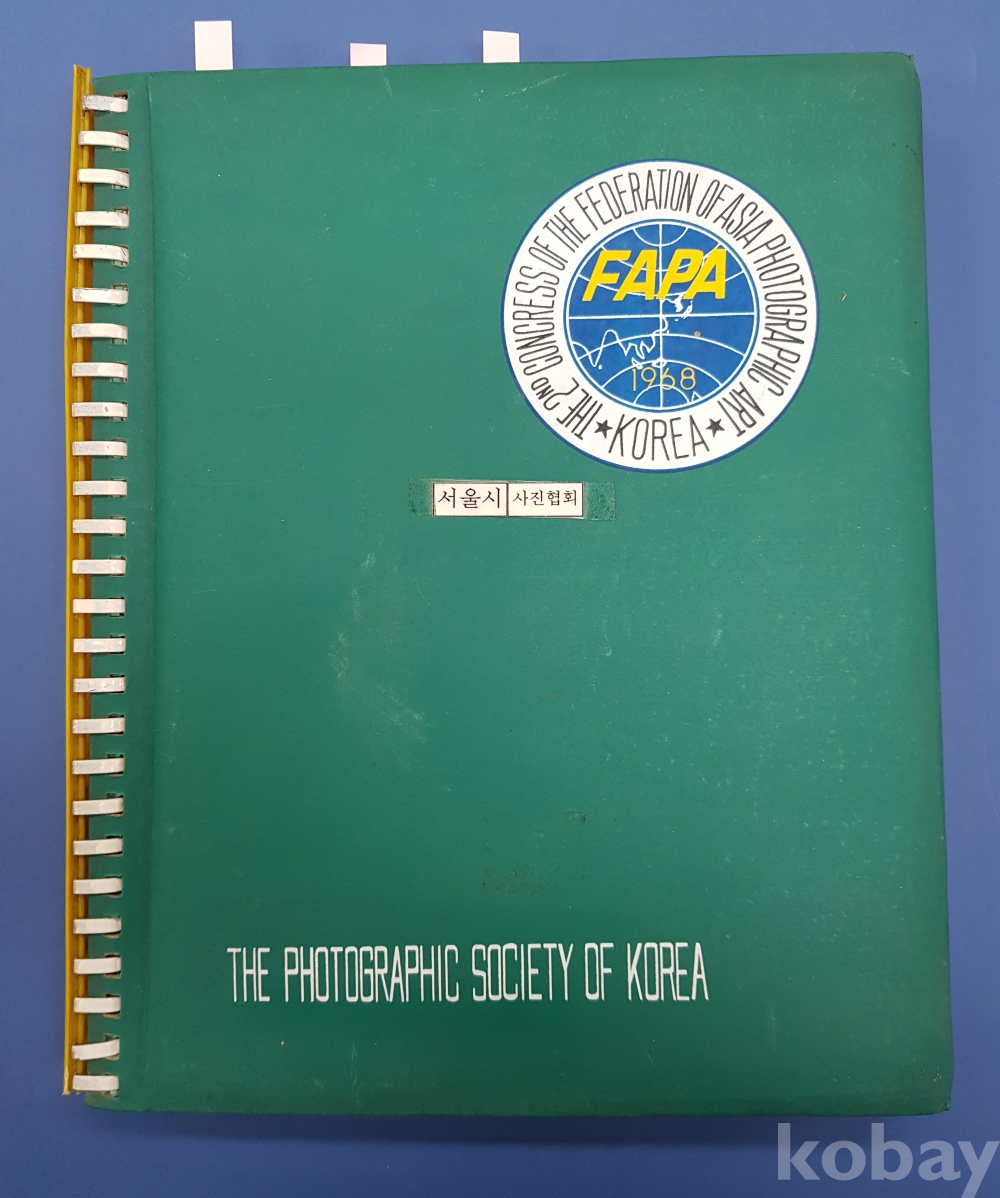 THE 2ND CONGRESS OF THE FEDERATION OF ASIA PHOTOGRAPHIC ART
FAPA
1968
★KOREA★
서울시 사진협회
THE PHOTOGRAPHIC SOCIETY OF KOREA
kobay